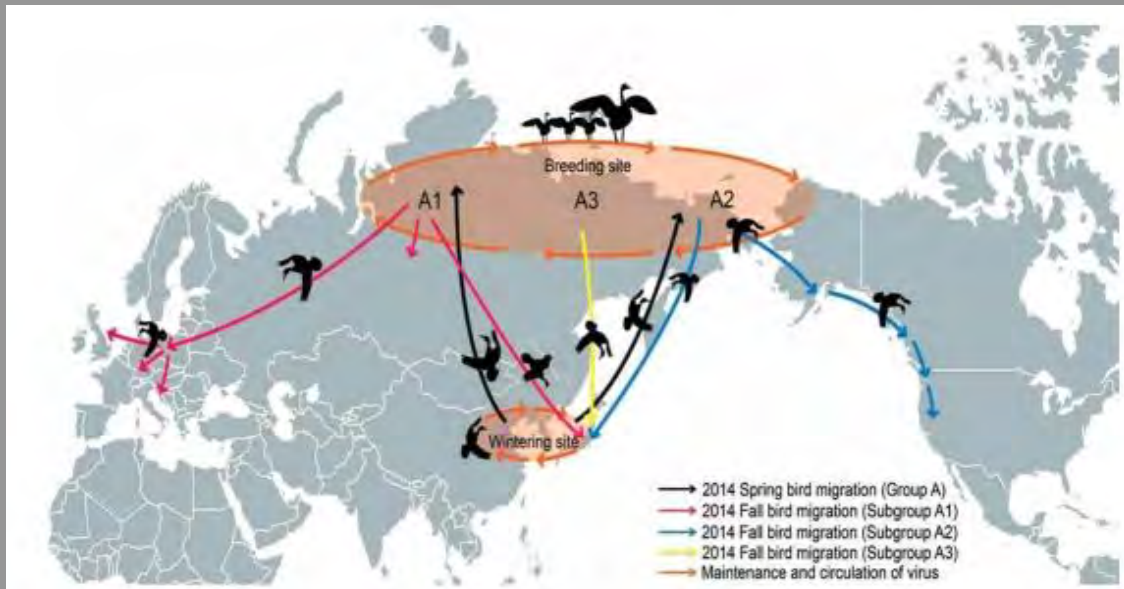 Breeding site
A1
A3
A2
Wintering site
2014 Spring bird migration (Group A)
2014 Fall bird migration (Subgroup A1)
2014 Fall bird migration (Subgroup A2)
2014 Fall bird migration (Subgroup A3)
Maintenance and circulation of virus